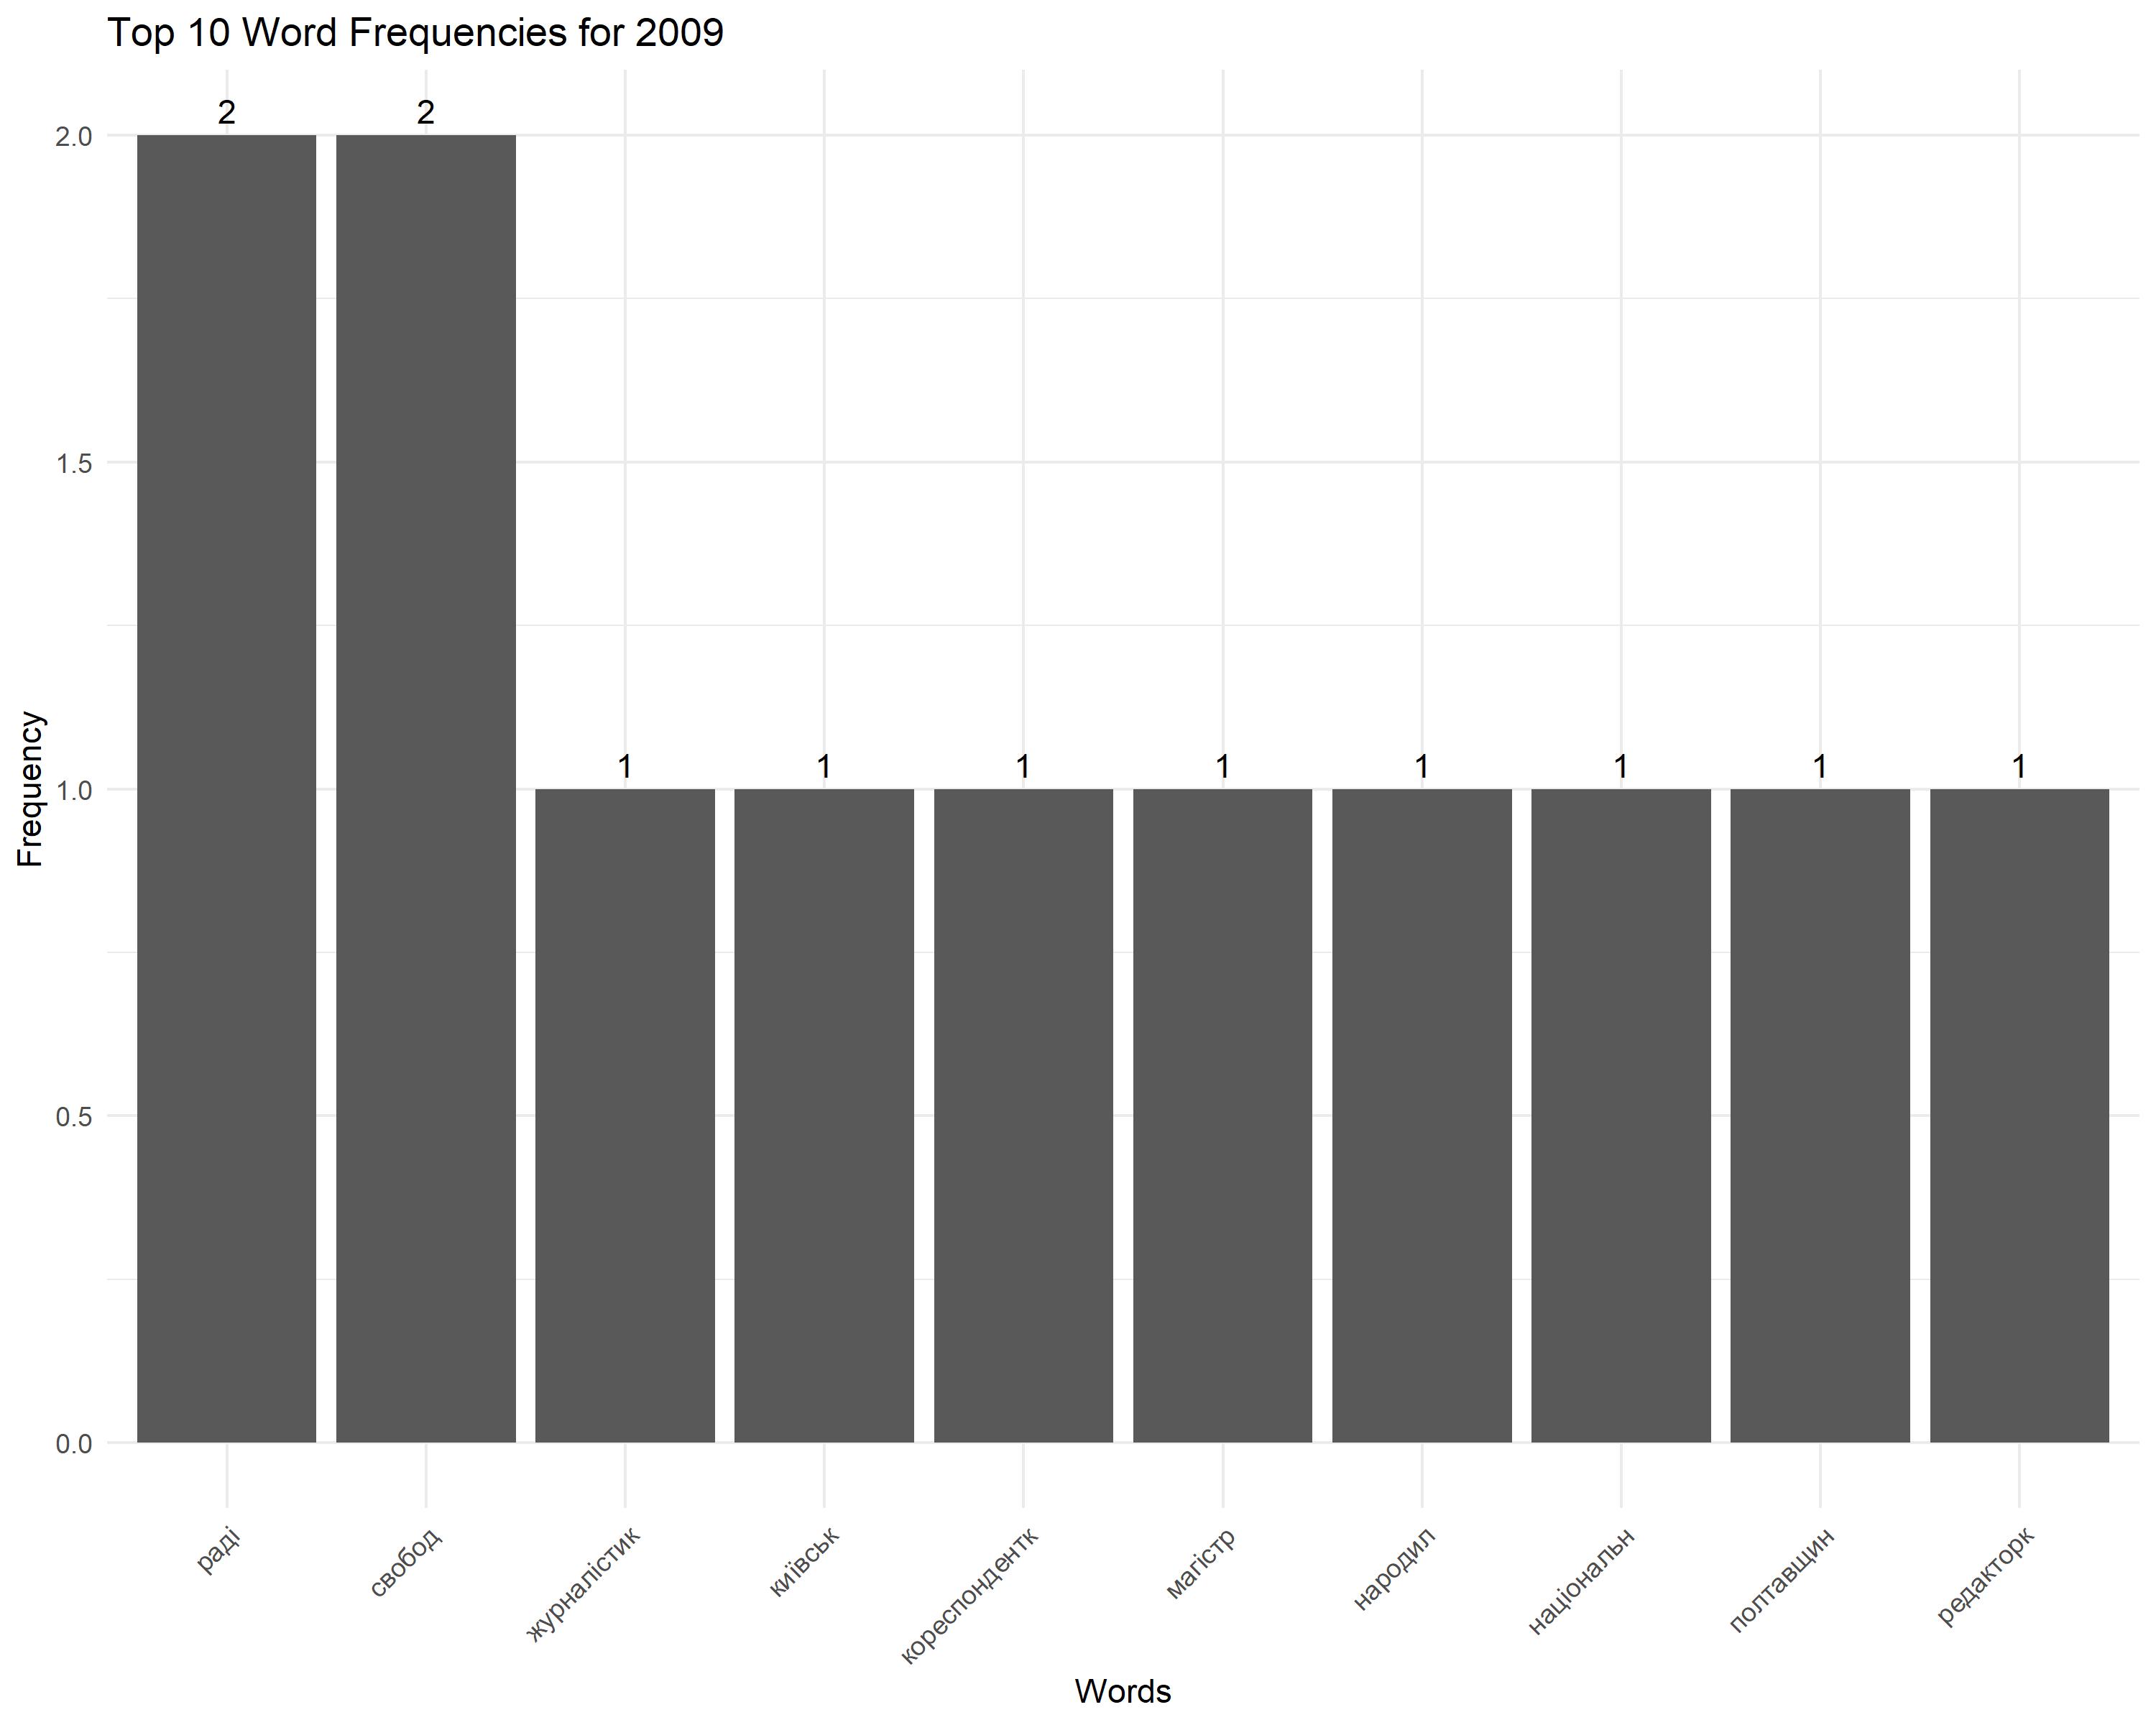 Top 10 Word Frequencies for 2009
2 2
2.0
1.5
Frequency
1 1 1 1 1 1 1 1
1.0
0.5
0.0
раді свобод журналістик київськ кореспондентк магістр народил національн полтавщин редакторк
Words